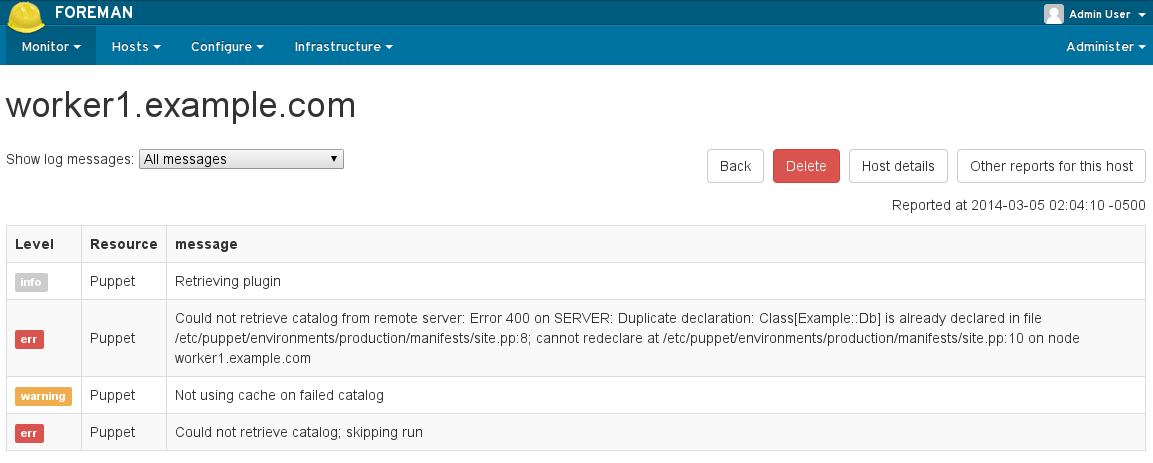 FOREMAN
Admin User
Monitor Hosts Configure Infrastructure Administer
worker1.example.com
Show log messages: All messages
Back Delete Host details Other reports for this host
Reported at 2014-03-05 02:04:10 -0500
Level Resource message
info Puppet Retrieving plugin
Could not retrieve catalog from remote server: Error 400 on SERVER: Duplicate declaration: Class[Example::Db] is already declared in file
err Puppet /etc/puppet/environments/production/manifests/site.pp:8; cannot redeclare at /etc/puppet/environments/production/manifests/site.pp:10 on node
worker1.example.com
warning Puppet Not using cache on failed catalog
err Puppet Could not retrieve catalog; skipping run